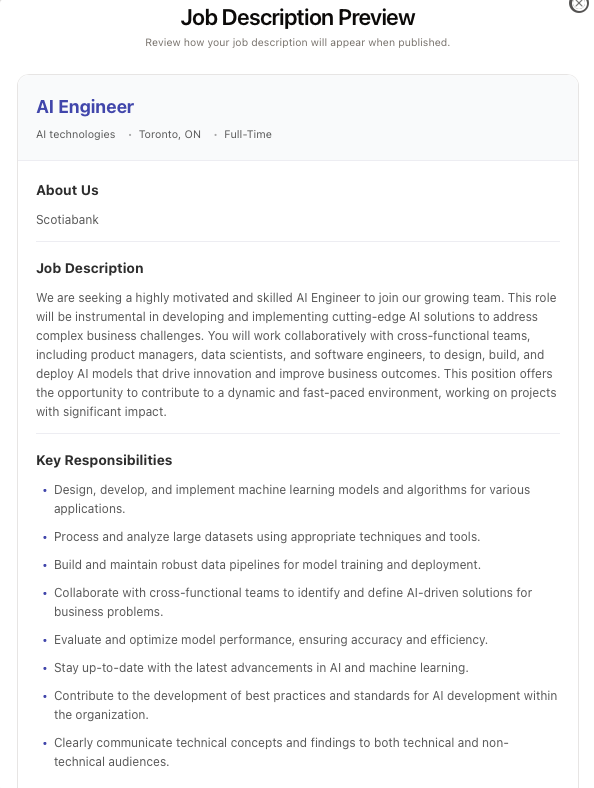 Job Description Preview
Review how your job description will appear when published.
AI Engineer
AI technologies · Toronto, ON · Full-Time
About Us
Scotiabank
Job Description
We are seeking a highly motivated and skilled AI Engineer to join our growing team. This role
will be instrumental in developing and implementing cutting-edge AI solutions to address
complex business challenges. You will work collaboratively with cross-functional teams,
including product managers, data scientists, and software engineers, to design, build, and
deploy AI models that drive innovation and improve business outcomes. This position offers
the opportunity to contribute to a dynamic and fast-paced environment, working on projects
with significant impact.
Key Responsibilities
• Design, develop, and implement machine learning models and algorithms for various
applications.
• Process and analyze large datasets using appropriate techniques and tools.
• Build and maintain robust data pipelines for model training and deployment.
• Collaborate with cross-functional teams to identify and define AI-driven solutions for
business problems.
• Evaluate and optimize model performance, ensuring accuracy and efficiency.
• Stay up-to-date with the latest advancements in AI and machine learning.
• Contribute to the development of best practices and standards for AI development within
the organization.
• Clearly communicate technical concepts and findings to both technical and non-
technical audiences.